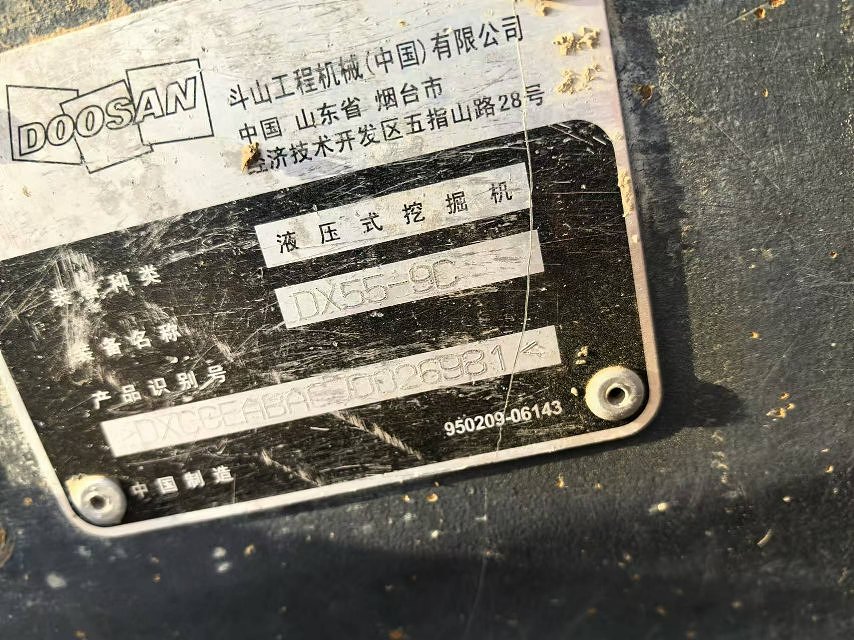 DOOSAN
斗山工程机械(中国)有限公司
中国 山东省 烟台市
经济技术开发区五指山路28号
液压式挖掘机
种类
DX55-9C
装备名称
产品识别号
950209-06143
中国制造